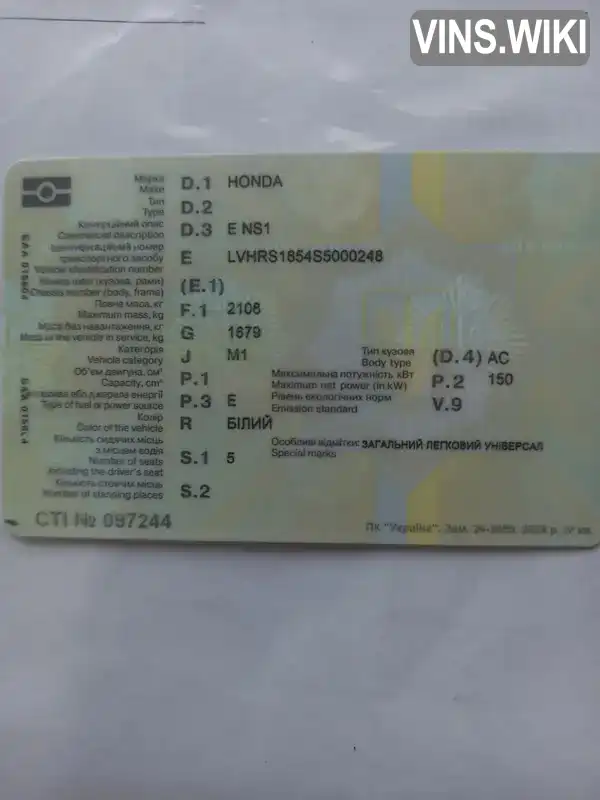 VINS.WIKI
Марка
Make D.1 HONDA
Тип
Type D.2
Комерційний опис
Commercial description D.3 E NS1
Ідентифікаційний номер
транспортного засобу
Vehicle identification number E LVHRS1854S5000248
Номер шасі (кузова, рами)
Chassis number (body, frame) (E.1)
Повна маса, кг
Maximum mass, kg F.1 2106
Маса без навантаження, кг
Mass of the vehicle in service, kg G 1679
Категорія
Vehicle category J M1
Тип кузова
Body type (D.4) AC
Об'єм двигуна, см³
Capacity, cm³ P.1
Максимальна потужність кВт
Maximum net power (in kW) P.2 150
або джерела енергії
Type of fuel or power source P.3 E
Рівень екологічних норм
Emission standard V.9
Колір
Color of the vehicle R БІЛИЙ
Кількість сидячих місць
з місцем водія
Number of seats
including the driver's seat S.1 5
Особливі відмітки: ЗАГАЛЬНИЙ ЛЕГКОВИЙ УНІВЕРСАЛ
Special marks
Кількість стоячих місць
Number of standing places S.2
СТІ № 097244
ПК "Україна". Зам.